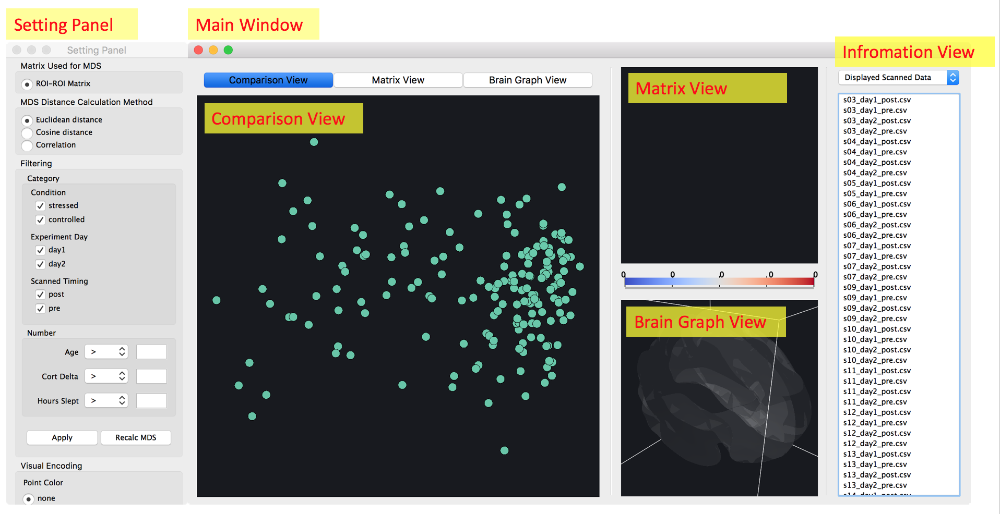 Setting Panel
Main Window
Infromation View
Setting Panel
Matrix Used for MDS
ROI-ROI Matrix
MDS Distance Calculation Method
Euclidean distance
Cosine distance
Correlation
Filtering
Category
Condition
stressed
controlled
Experiment Day
day1
day2
Scanned Timing
post
pre
Number
Age >
Cort Delta >
Hours Slept >
Apply Recalc MDS
Visual Encoding
Point Color
none
Comparison View Matrix View Brain Graph View
Comparison View
Matrix View
0 0 0 0 0
Brain Graph View
Displayed Scanned Data
s03_day1_post.csv
s03_day1_pre.csv
s03_day2_post.csv
s03_day2_pre.csv
s04_day1_post.csv
s04_day1_pre.csv
s04_day2_post.csv
s04_day2_pre.csv
s05_day1_post.csv
s05_day1_pre.csv
s06_day1_post.csv
s06_day1_pre.csv
s06_day2_post.csv
s06_day2_pre.csv
s07_day1_post.csv
s07_day1_pre.csv
s07_day2_post.csv
s07_day2_pre.csv
s09_day1_post.csv
s09_day1_pre.csv
s09_day2_post.csv
s09_day2_pre.csv
s10_day1_post.csv
s10_day1_pre.csv
s10_day2_post.csv
s10_day2_pre.csv
s11_day1_post.csv
s11_day1_pre.csv
s11_day2_post.csv
s11_day2_pre.csv
s12_day1_post.csv
s12_day1_pre.csv
s12_day2_post.csv
s12_day2_pre.csv
s13_day1_post.csv
s13_day1_pre.csv
s13_day2_post.csv
s13_day2_pre.csv
s14_day1_post.csv